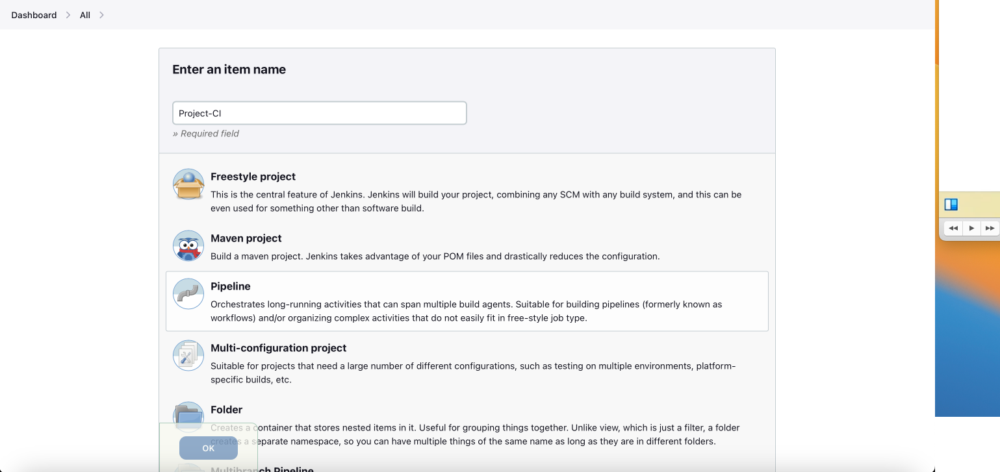 Dashboard
All
Enter an item name
Project-CI
» Required field
Freestyle project
This is the central feature of Jenkins. Jenkins will build your project, combining any SCM with any build system, and this can be
even used for something other than software build.
Maven project
Build a maven project. Jenkins takes advantage of your POM files and drastically reduces the configuration.
Pipeline
Orchestrates long-running activities that can span multiple build agents. Suitable for building pipelines (formerly known as
workflows) and/or organizing complex activities that do not easily fit in free-style job type.
Multi-configuration project
Suitable for projects that need a large number of different configurations, such as testing on multiple environments, platform-
specific builds, etc.
Folder
Creates a container that stores nested items in it. Useful for grouping things together. Unlike view, which is just a filter, a folder
creates a separate namespace, so you can have multiple things of the same name as long as they are in different folders.
OK
Multibranch Pipeline